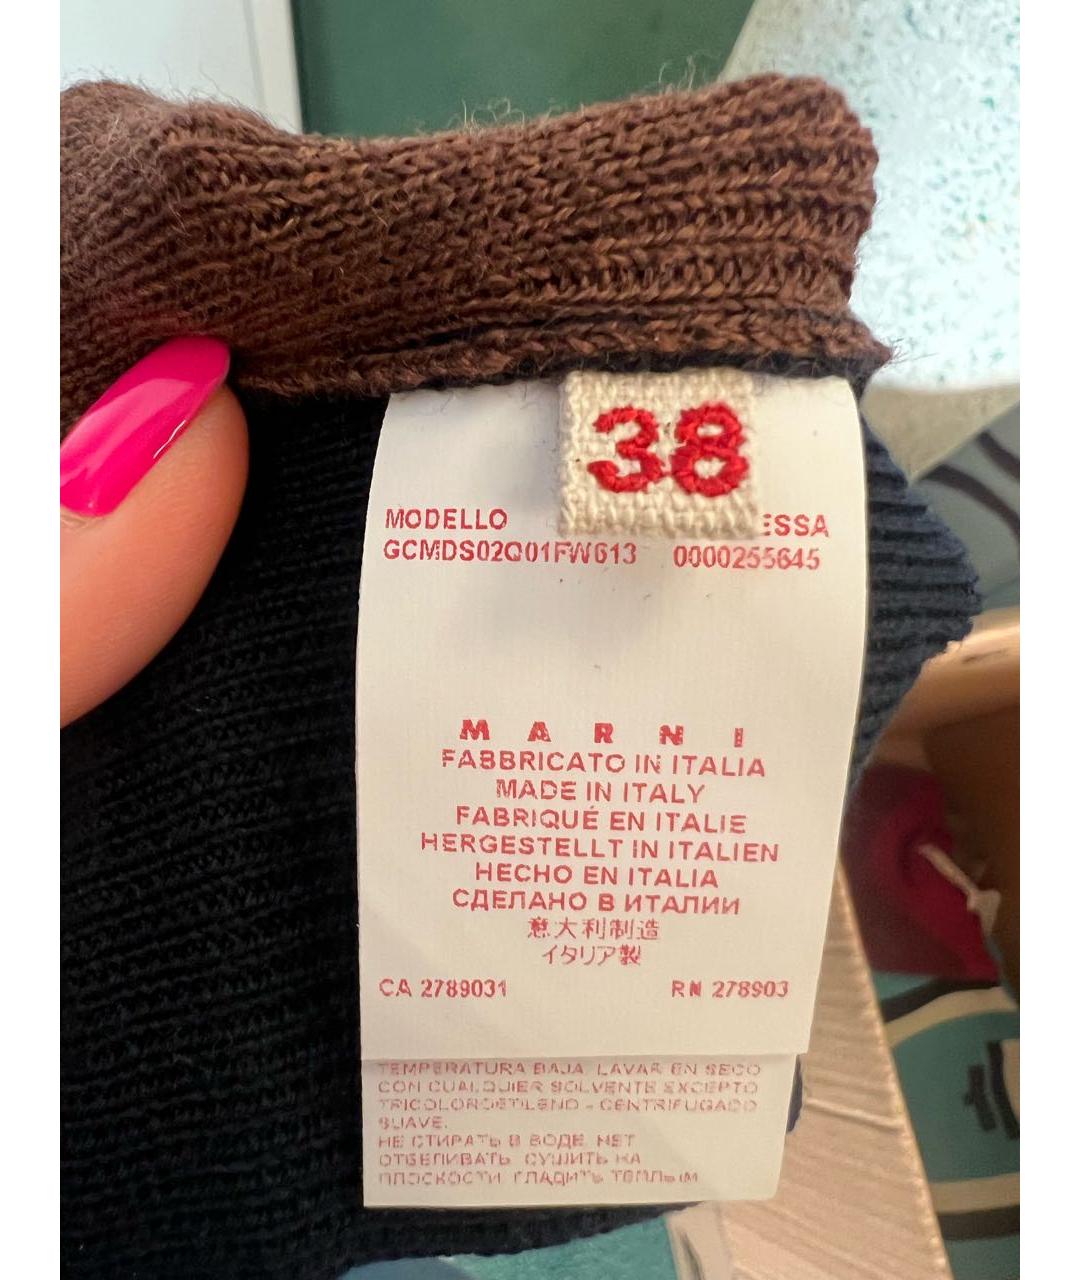 38
MODELLO ESSA
GCMDS02Q01FW613 0000255645
MARNI
FABBRICATO IN ITALIA
MADE IN ITALY
FABRIQUÉ EN ITALIE
HERGESTELLT IN ITALIEN
HECHO EN ITALIA
СДЕЛАНО В ИТАЛИИ
意大利制造
イタリア製
CA 2789031 RN 278903
TEMPERATURA BAJA. LAVAR EN SECO
CON CUALQUIER SOLVENTE EXCEPTO
TRICOLOROETILENO - CENTRIFUGADO
SUAVE.
НЕ СТИРАТЬ В ВОДЕ. НЕТ
ОТБЕЛИВАТЬ. СУШИТЬ НА
ПЛОСКОСТИ. ГЛАДИТЬ ТЕПЛЫМ